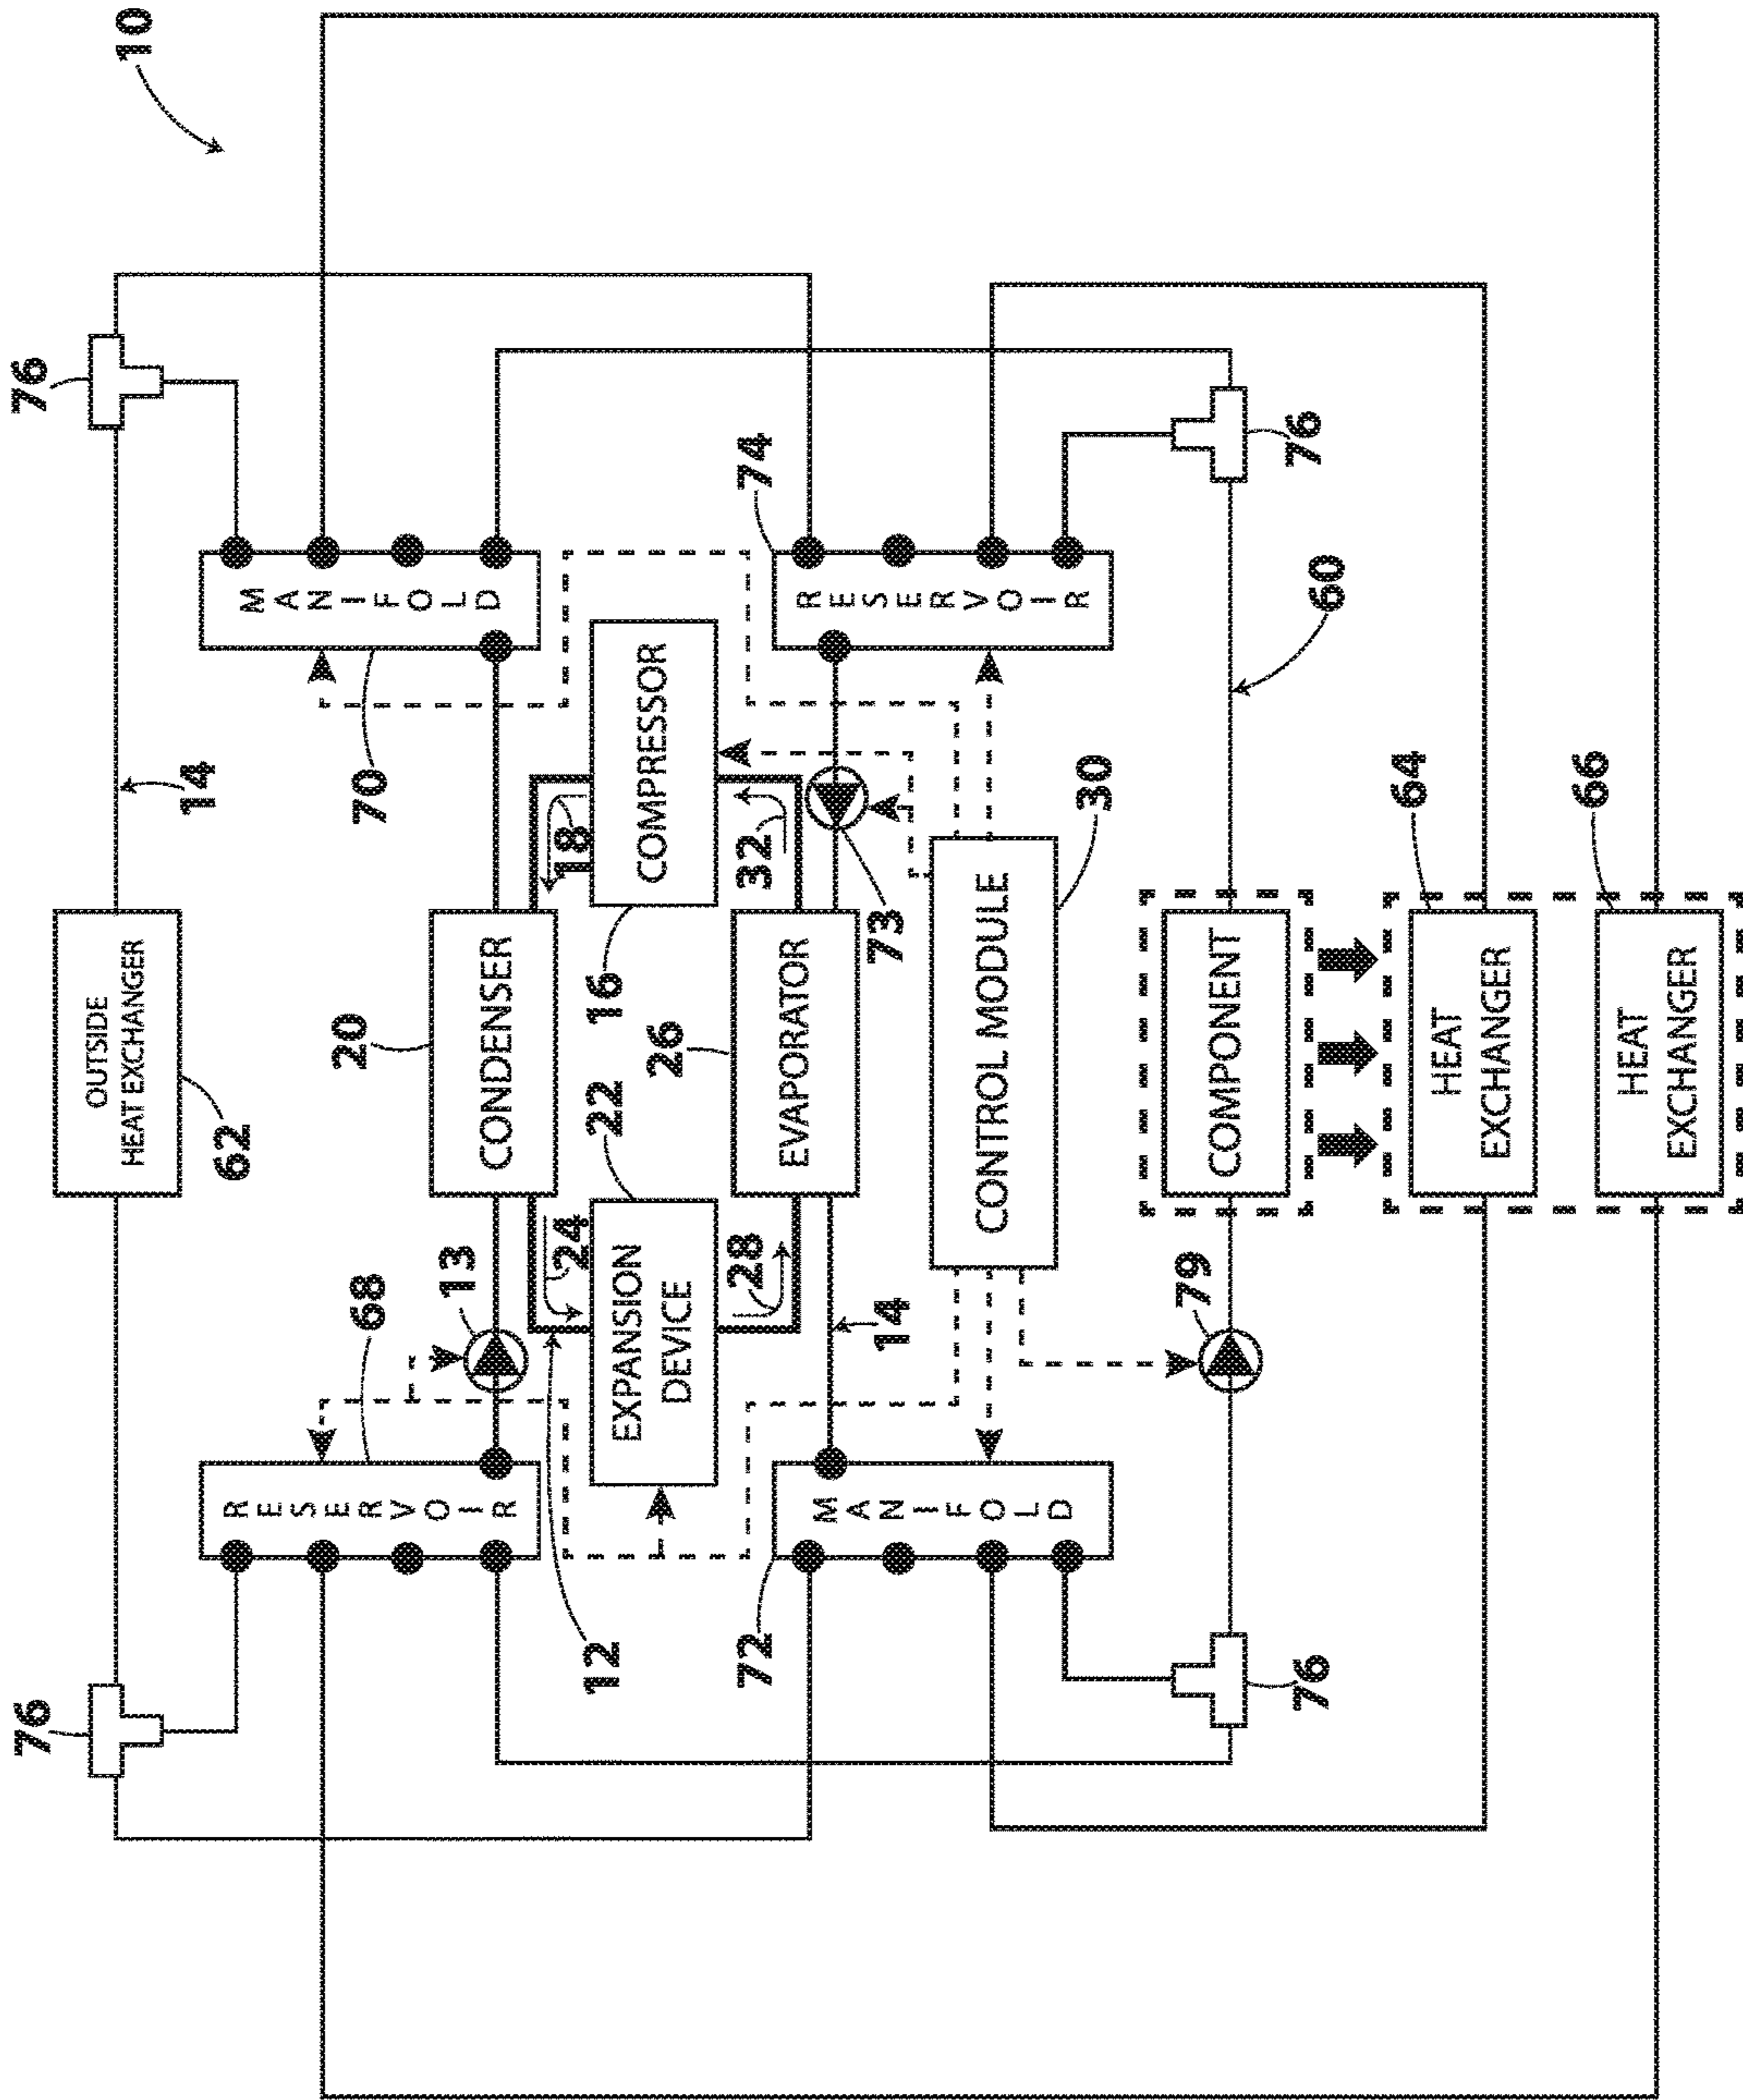 10
76
76
14
OUTSIDE
HEAT EXCHANGER
62
MANIFOLD
70
RESERVOIR
68
13
20
CONDENSER
18
24
12
COMPRESSOR
16
EXPANSION
DEVICE
22
32
28
26
EVAPORATOR
14
73
74
RESERVOIR
72
MANIFOLD
CONTROL MODULE
30
60
76
76
79
COMPONENT
64
HEAT
EXCHANGER
66
HEAT
EXCHANGER